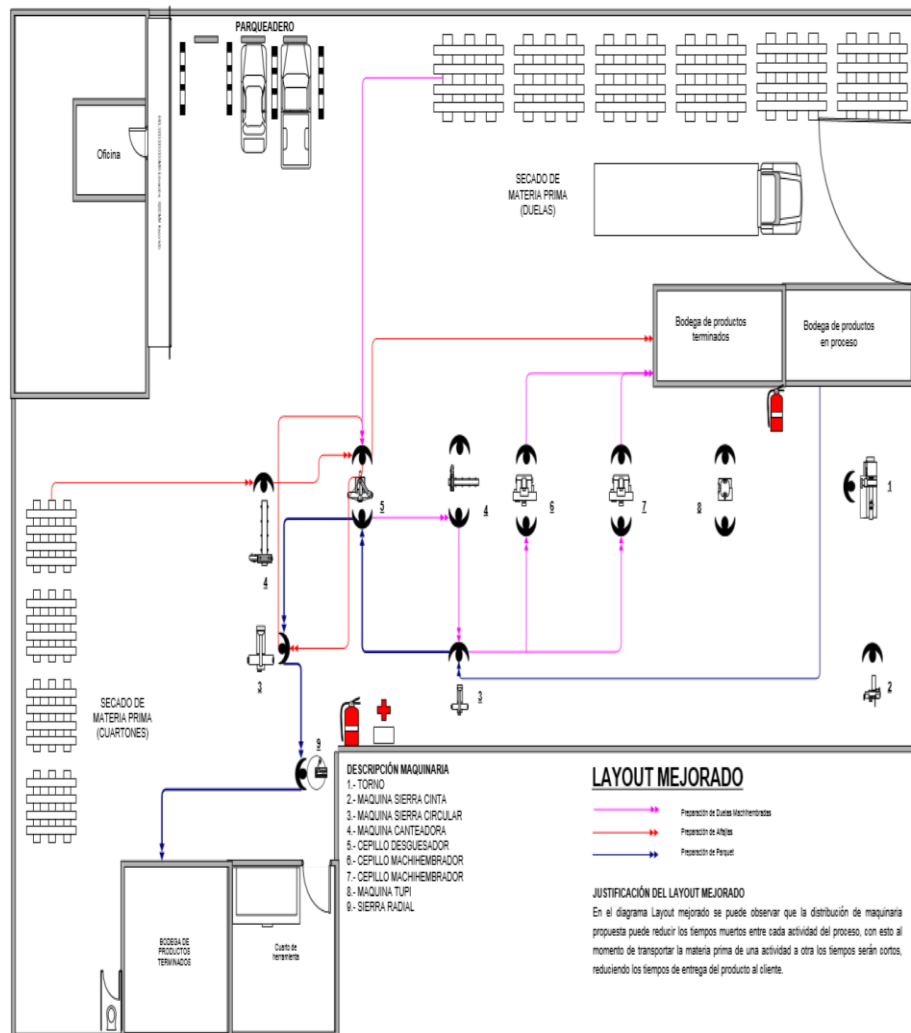 PARQUEADERO
Oficina
SECADO DE
MATERIA PRIMA
(DUELAS)
Bodega de productos
terminados
Bodega de productos
en proceso
5
4
6
7
8
1
4
3
3
2
SECADO DE
MATERIA PRIMA
(CUARTONES)
9
DESCRIPCIÓN MAQUINARIA
1.- TORNO
2.- MAQUINA SIERRA CINTA
3.- MAQUINA SIERRA CIRCULAR
4.- MAQUINA CANTEADORA
5.- CEPILLO DESGUESADOR
6.- CEPILLO MACHIHEMBRADOR
7.- CEPILLO MACHIHEMBRADOR
8.- MAQUINA TUPI
9.- SIERRA RADIAL
LAYOUT MEJORADO
Preparación de Duelas Machihembradas
Preparación de Alfajías
Preparación de Parquet
JUSTIFICACIÓN DEL LAYOUT MEJORADO
En el diagrama Layout mejorado se puede observar que la distribución de maquinaria
propuesta puede reducir los tiempos muertos entre cada actividad del proceso, con esto al
momento de transportar la materia prima de una actividad a otra los tiempos serán cortos,
reduciendo los tiempos de entrega del producto al cliente.
BODEGA DE
PRODUCTOS
TERMINADOS
Cuarto de
herramienta